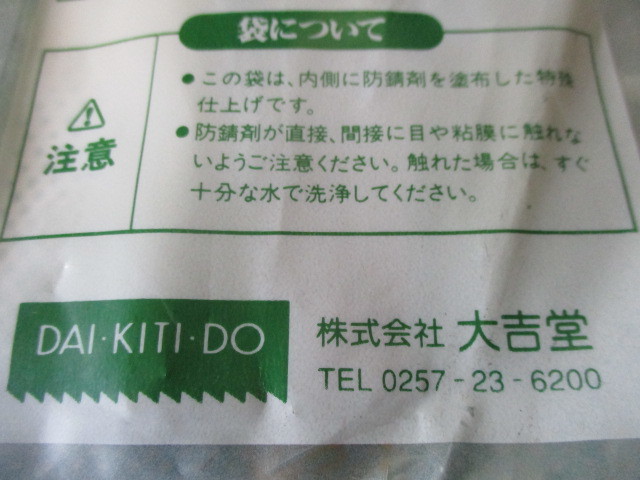 袋について
注意
●この袋は、内側に防錆剤を塗布した特殊
仕上げです。
●防錆剤が直接、間接に目や粘膜に触れな
いようご注意ください。触れた場合は、すぐ
十分な水で洗浄してください。
DAI・KITI・DO
株式会社 大吉堂
TEL 0257-23-6200